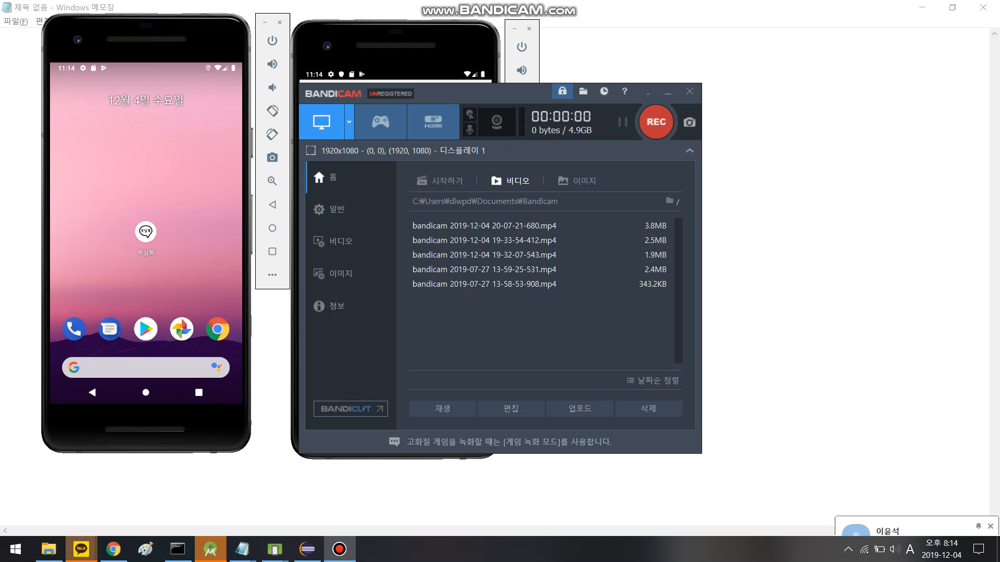 제목 없음 - Windows 메모장
www.BANDICAM.com
파일(F) 편
11:14
12월 4일 수요일
부실톡
부실톡
11:14
BANDICAM UNREGISTERED
HDMI
00:00:00
0 bytes / 4.9GB
REC
1920x1080 - (0, 0), (1920, 1080) - 디스플레이 1
홈
일반
비디오
이미지
정보
BANDICUT
시작하기
비디오
이미지
C:₩Users₩dlwpd₩Documents₩Bandicam
/
bandicam 2019-12-04 20-07-21-680.mp4 3.8MB
bandicam 2019-12-04 19-33-54-412.mp4 2.5MB
bandicam 2019-12-04 19-32-07-543.mp4 1.9MB
bandicam 2019-07-27 13-59-25-531.mp4 2.4MB
bandicam 2019-07-27 13-58-53-908.mp4 343.2KB
날짜순 정렬
재생 편집 업로드 삭제
고화질 게임을 녹화할 때는 [게임 녹화 모드]를 사용합니다.
이윤석
TALK
A
오후 8:14
2019-12-04